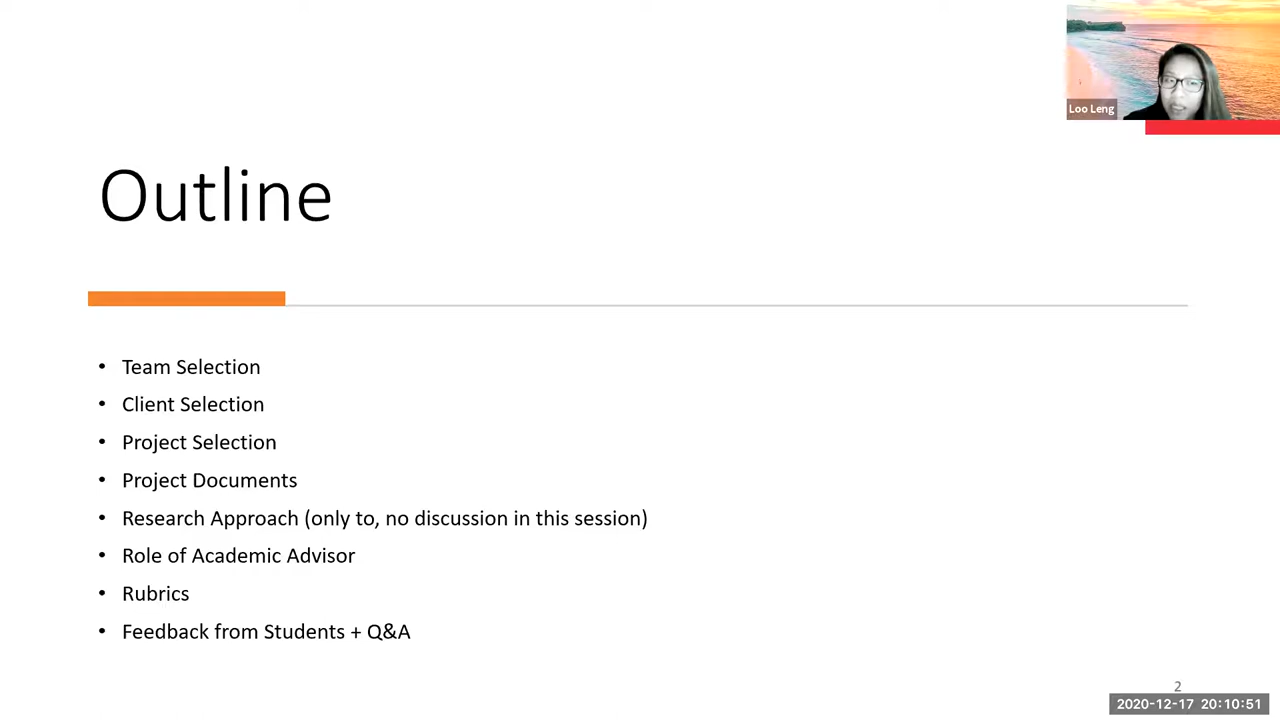 Loo Leng
Outline
• Team Selection
• Client Selection
• Project Selection
• Project Documents
• Research Approach (only to, no discussion in this session)
• Role of Academic Advisor
• Rubrics
• Feedback from Students + Q&A
2
2020-12-17 20:10:51